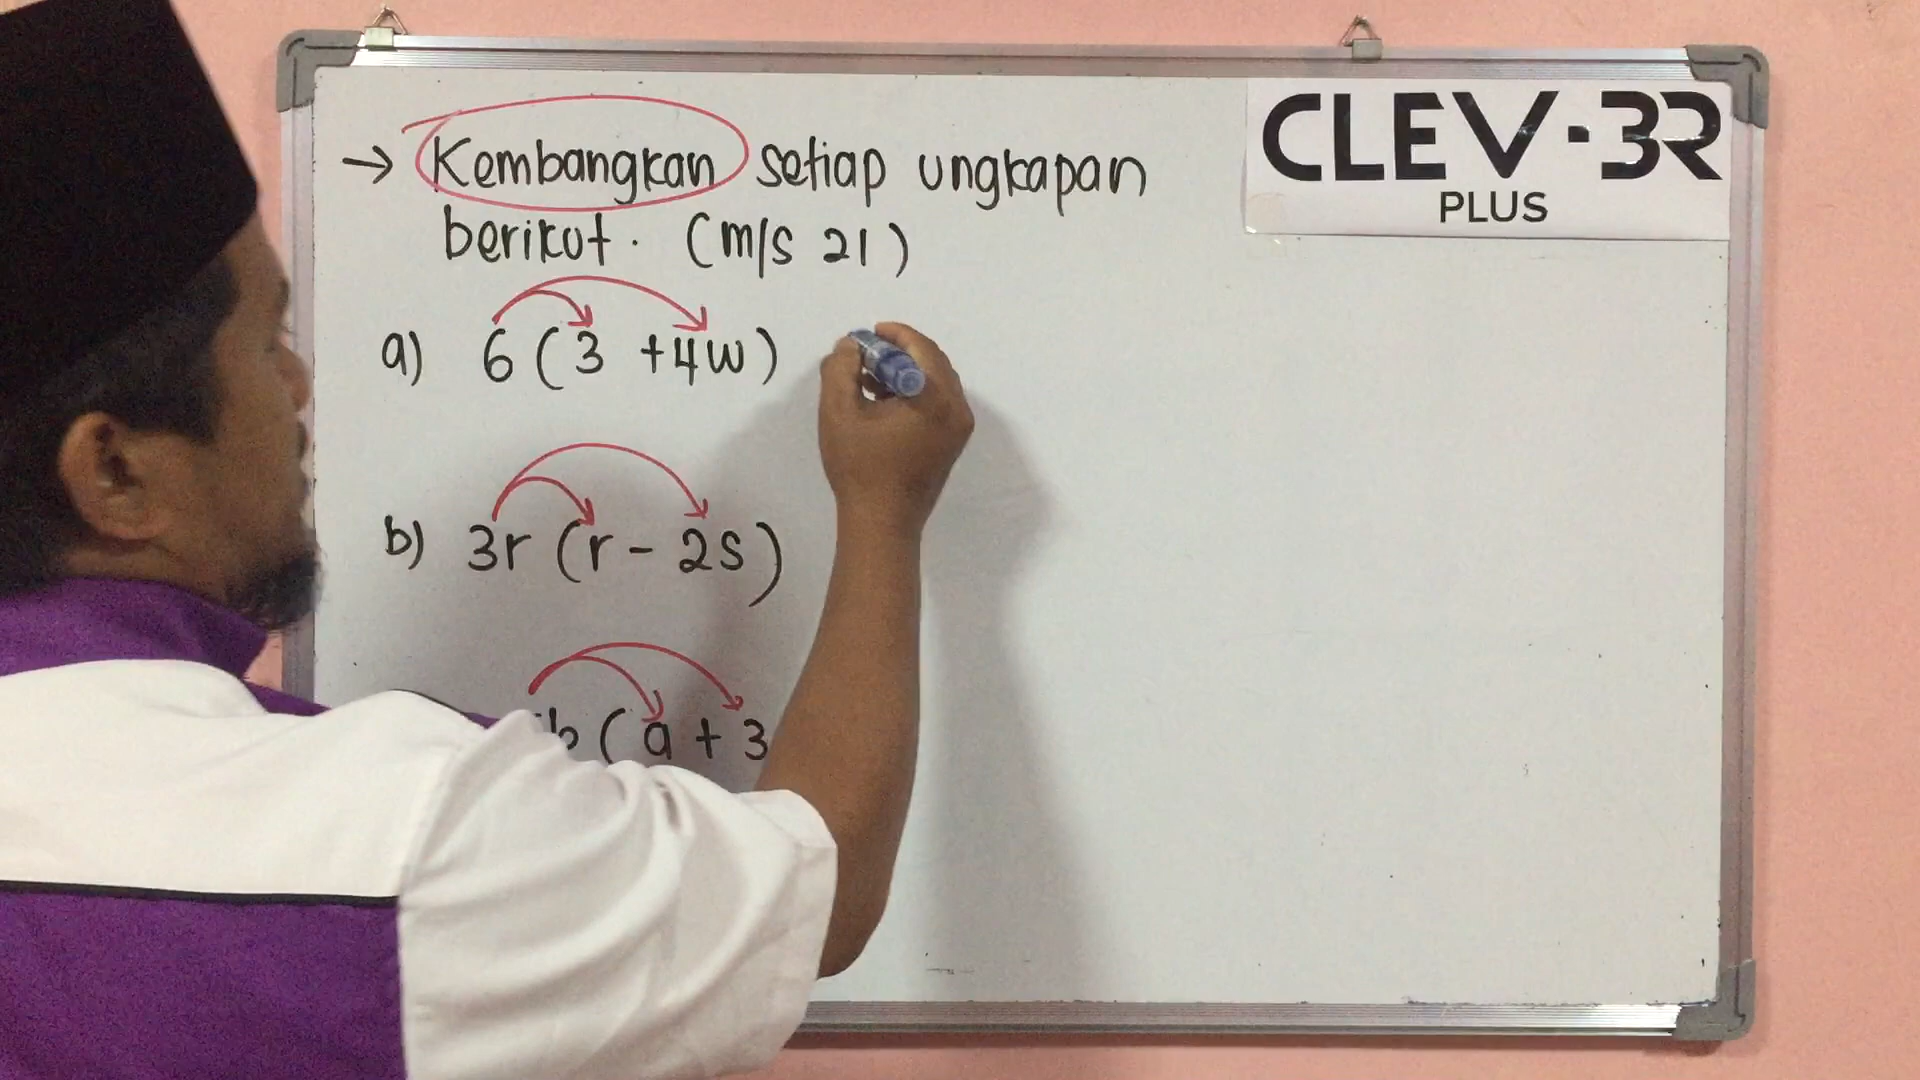 CLEV·3R
PLUS
→ Kembangkan setiap ungkapan
berikut. (m/s 21)
a) 6(3 + 4w)
b) 3r (r - 2s)
b (a + 3